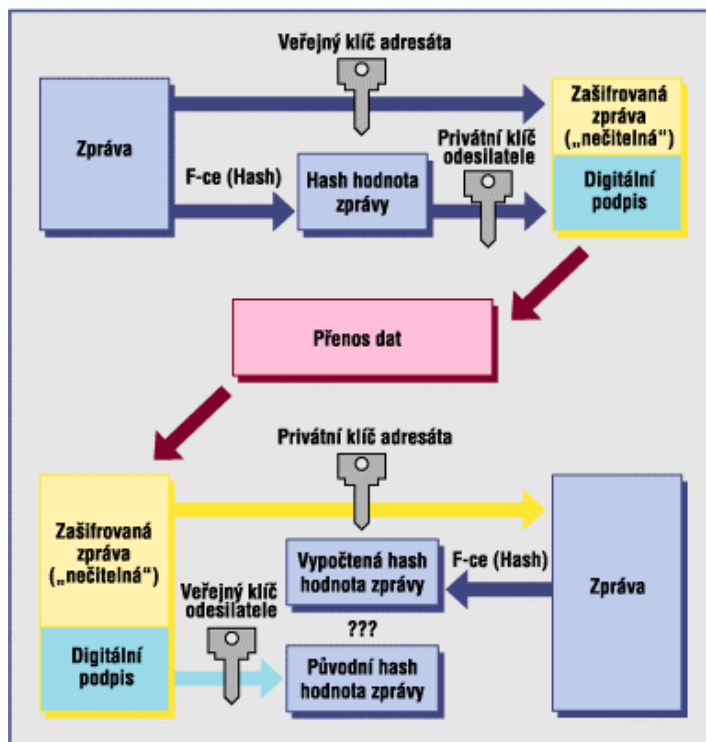 Veřejný klíč adresáta
Zpráva
Zašifrovaná
zpráva
(„nečitelná“)
F-ce (Hash)
Hash hodnota
zprávy
Privátní klíč
odesilatele
Digitální
podpis
Přenos dat
Privátní klíč adresáta
Zašifrovaná
zpráva
(„nečitelná“)
Vypočtená hash
hodnota zprávy
F-ce (Hash)
Zpráva
Veřejný klíč
odesilatele
???
Digitální
podpis
Původní hash
hodnota zprávy